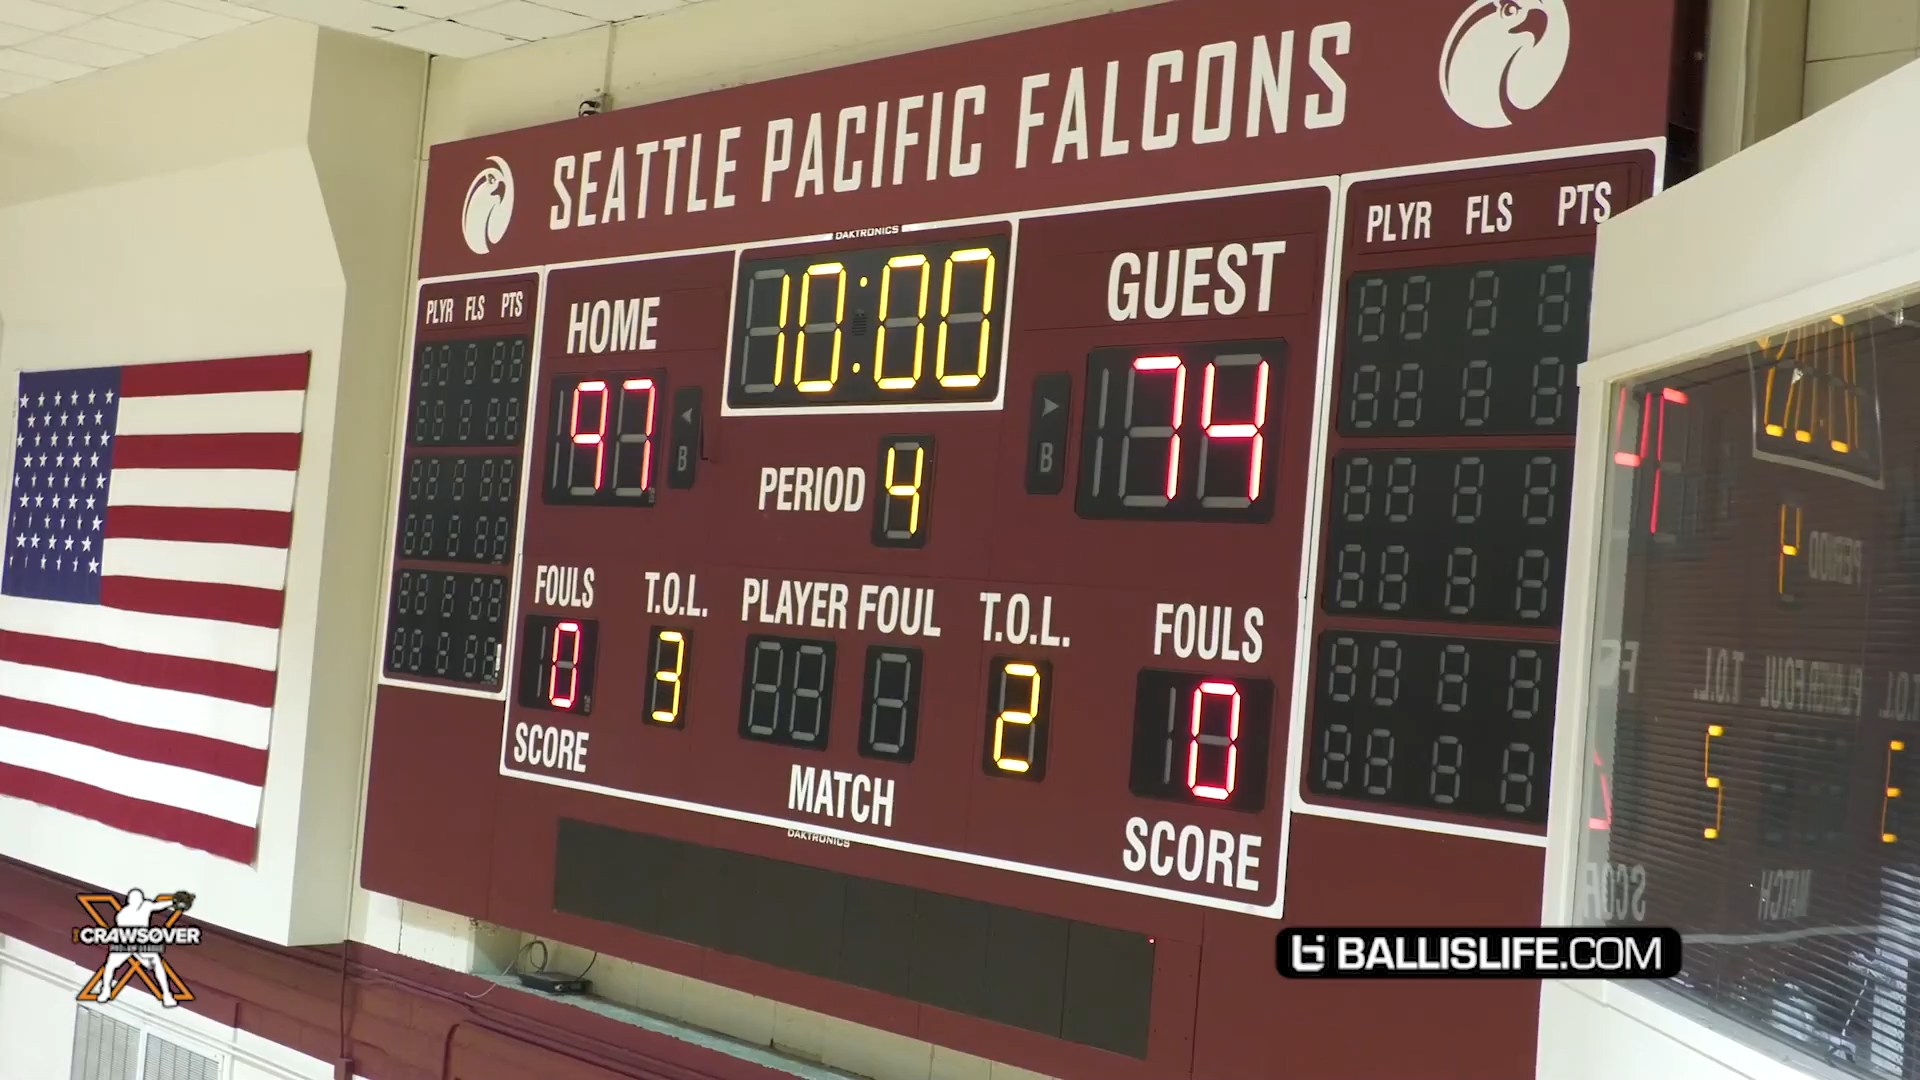 SEATTLE PACIFIC FALCONS
DAKTRONICS
PLYR FLS PTS
HOME
10:00
GUEST
PLYR FLS PTS
97
B
PERIOD 4
B
74
FOULS
T.O.L.
PLAYER FOUL
T.O.L.
FOULS
0
3
2
0
SCORE
MATCH
SCORE
DAKTRONICS
CRAWSOVER
BALLISLIFE.COM